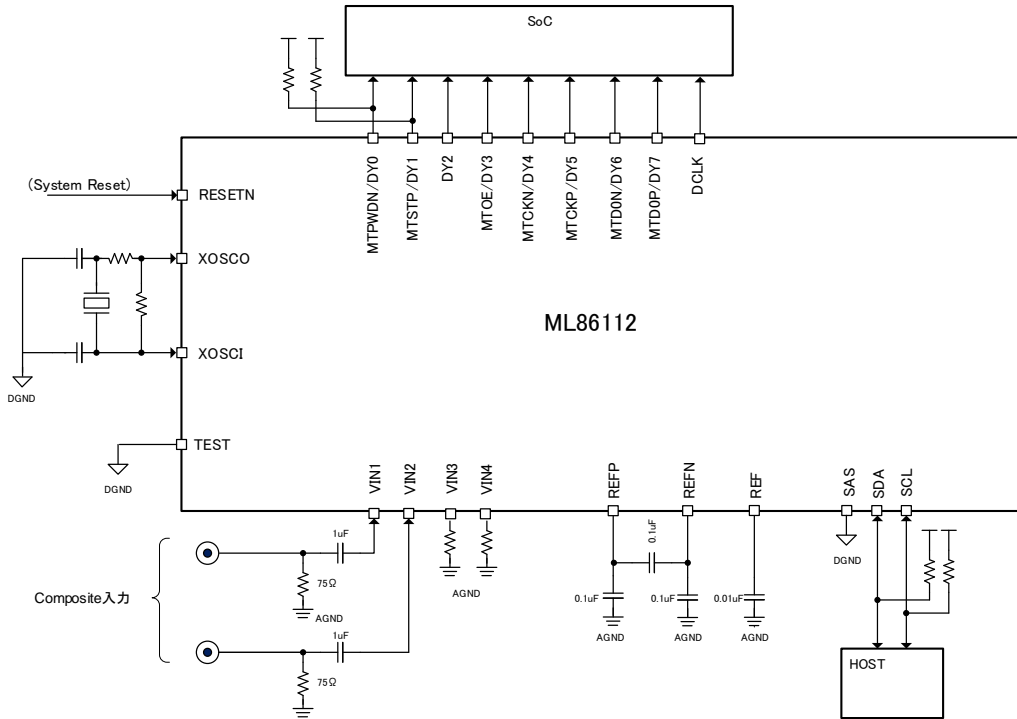 SoC
MTPWDN/DY0
MTSTP/DY1
DY2
MTOE/DY3
MTCKN/DY4
MTCKP/DY5
MTD0N/DY6
MTD0P/DY7
DCLK
(System Reset)
RESETN
XOSCO
ML86112
XOSCI
DGND
TEST
DGND
VIN1
VIN2
VIN3
VIN4
REFP
REFN
REF
SAS
SDA
SCL
1uF
75Ω
AGND
AGND
0.1uF
0.1uF
0.1uF
0.01uF
AGND
AGND
AGND
DGND
Composite入力
1uF
75Ω
HOST